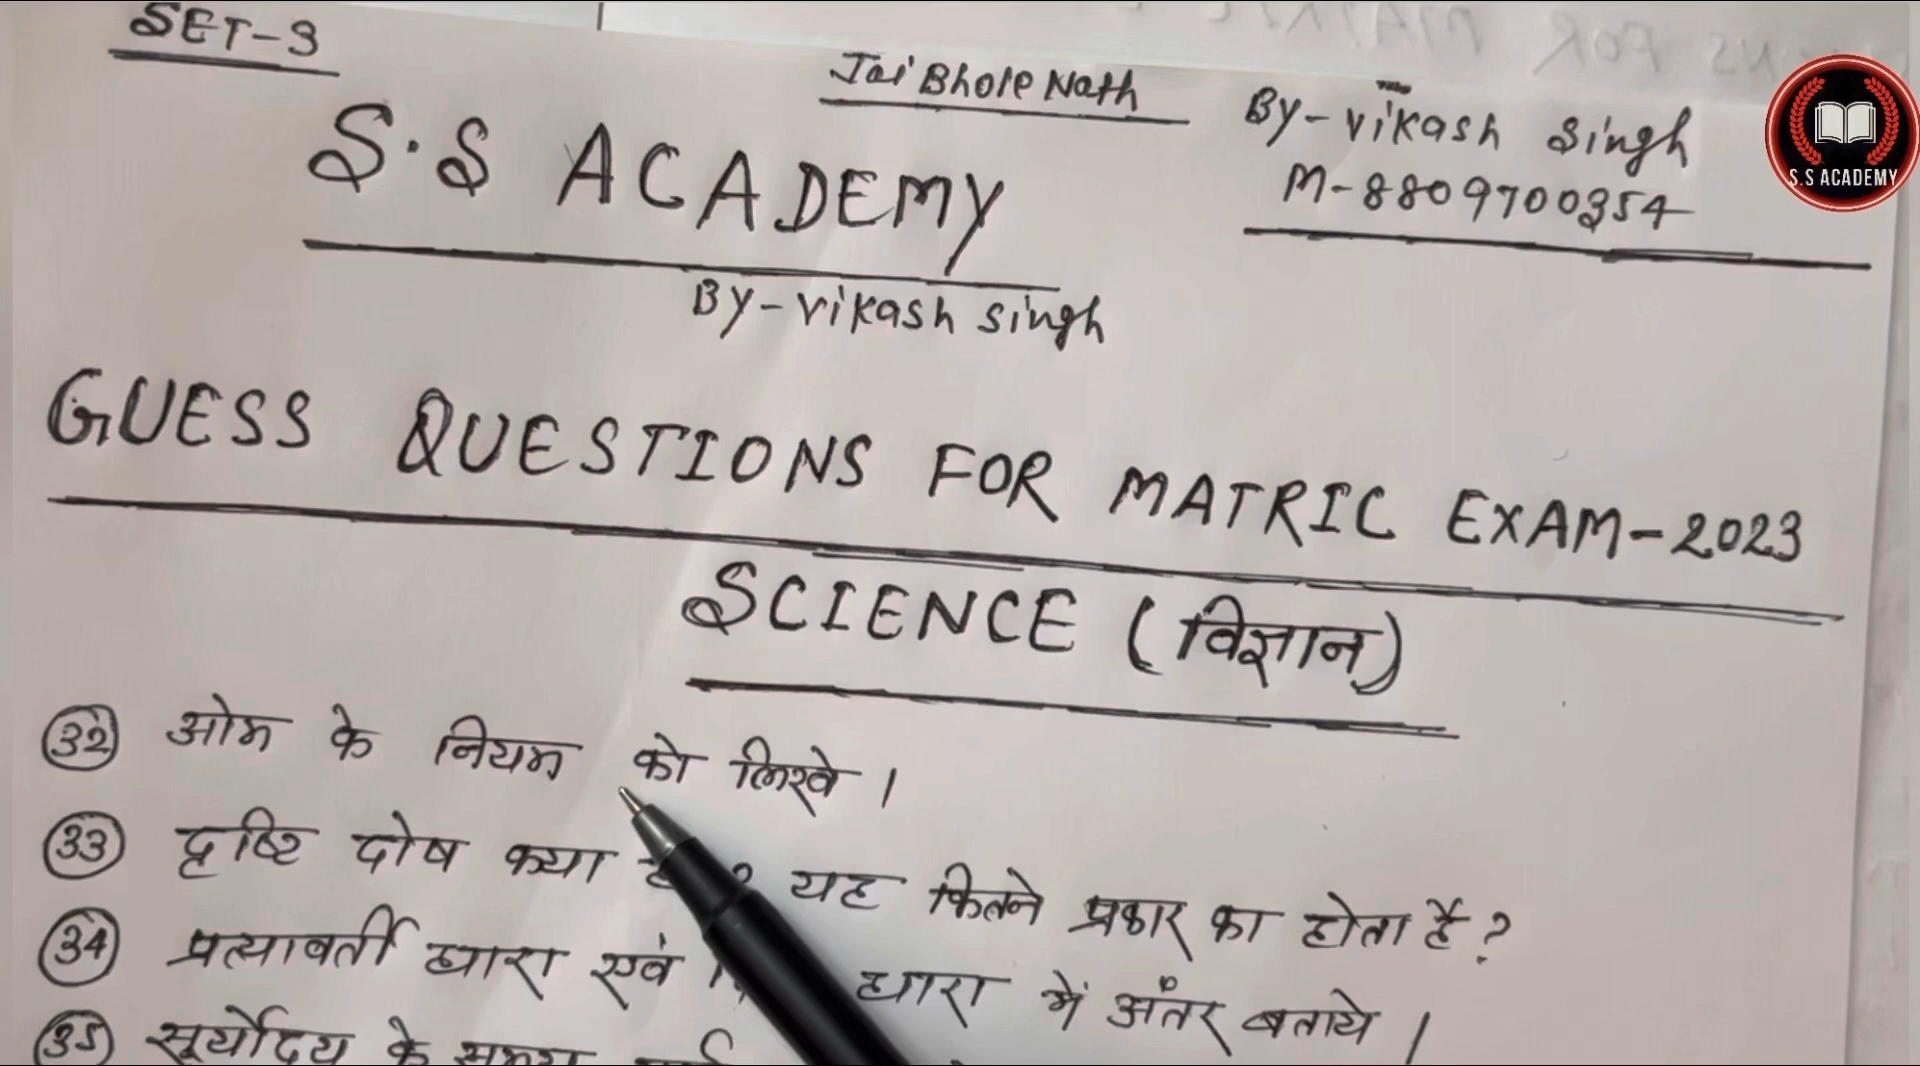 SET-3
Jai Bhole Nath
By-Vikash Singh
M-8809700354
S.S ACADEMY
S.S ACADEMY
By-Vikash Singh
GUESS QUESTIONS FOR MATRIC EXAM-2023
SCIENCE (विज्ञान)
32 ओम के नियम को लिखे ।
33 दृष्टि दोष क्या ? यह कितने प्रकार का होता है ?
34 प्रत्यावर्ती धारा एवं धारा में अंतर बताये ।
35 सूर्योदय के समय